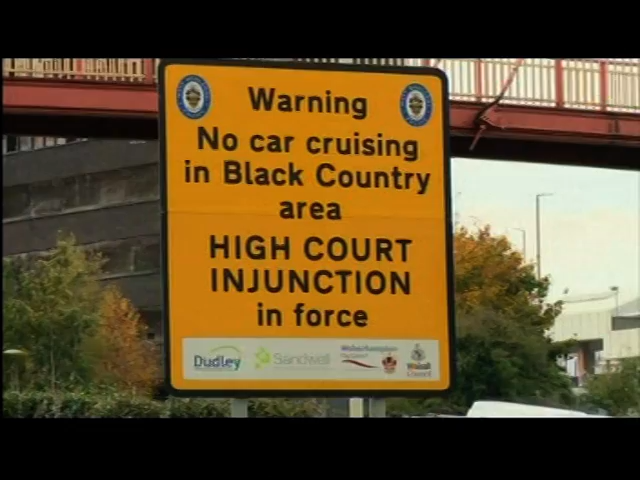 Warning
No car cruising
in Black Country
area
HIGH COURT
INJUNCTION
in force
Dudley
Sandwell
Wolverhampton
Walsall